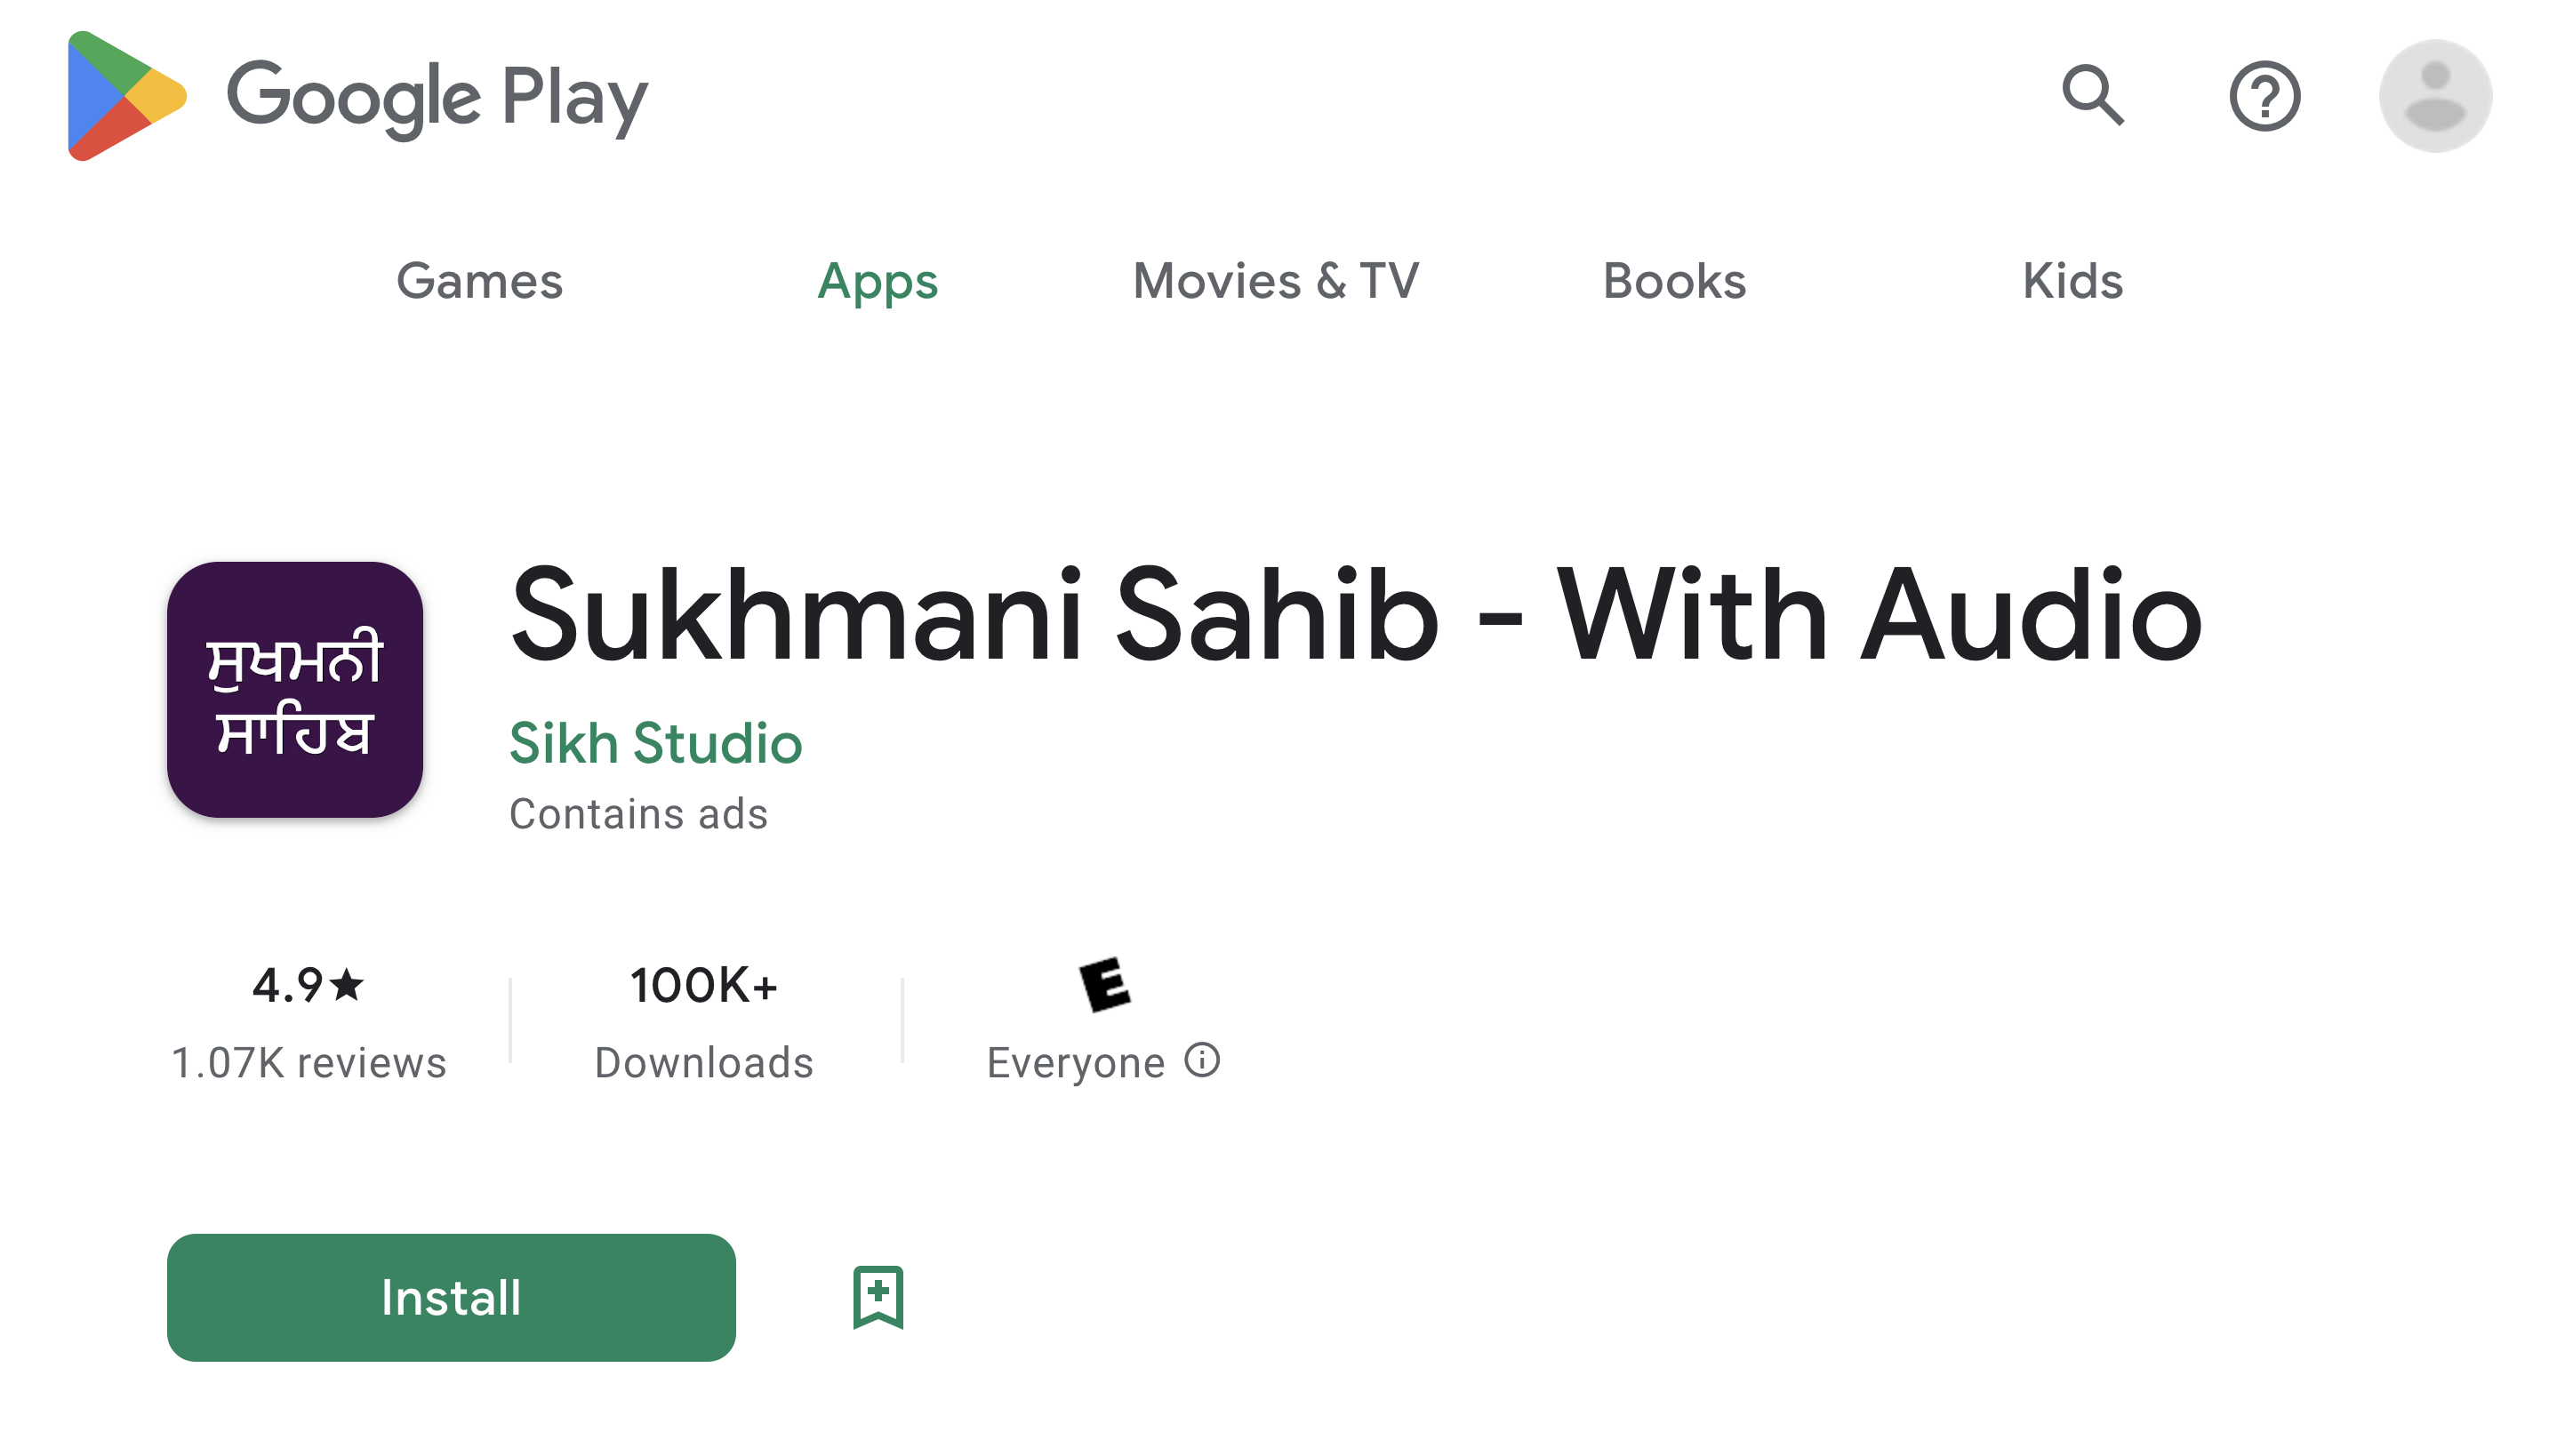 Google Play
Games Apps Movies & TV Books Kids
ਸੁਖਮਨੀ
ਸਾਹਿਬ
Sukhmani Sahib - With Audio
Sikh Studio
Contains ads
4.9★ 100K+ E
1.07K reviews Downloads Everyone
Install